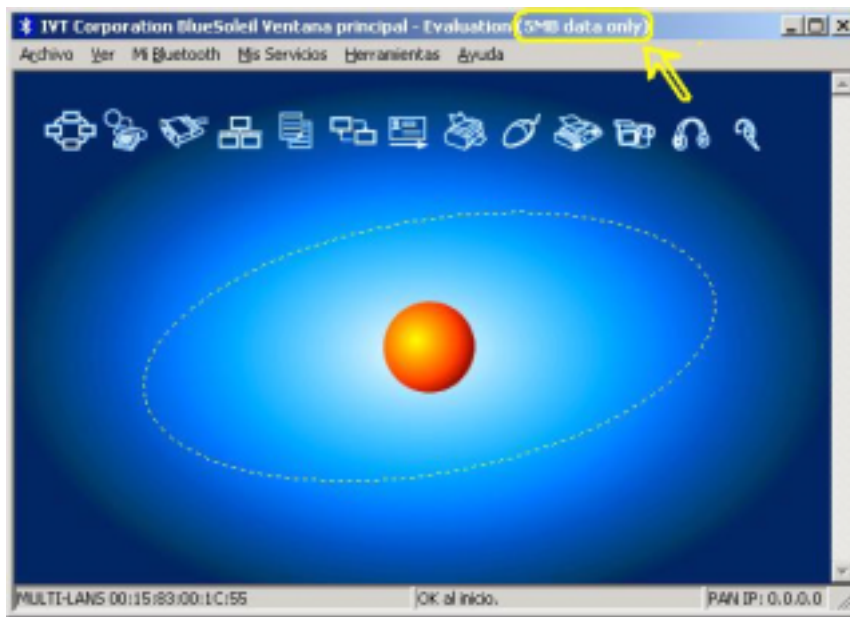 IVT Corporation BlueSoleil Ventana principal - Evaluation (5MB data only)
Archivo Ver Mi Bluetooth Mis Servicios Herramientas Ayuda
MULTI-LANS 00:15:83:00:1C:55 OK al inicio. PAN IP: 0.0.0.0